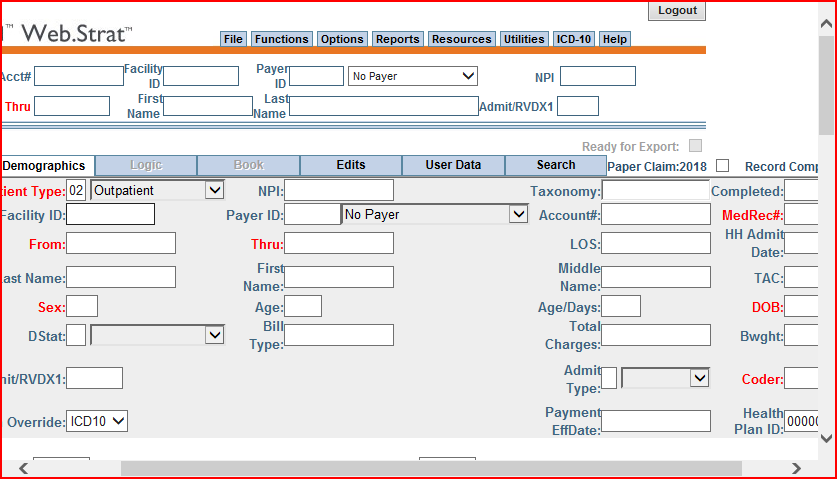 Logout
™ Web.Strat™
File Functions Options Reports Resources Utilities ICD-10 Help
Acct# Facility ID Payer ID No Payer NPI
Thru First Name Last Name Admit/RVDX1
Ready for Export:
Demographics Logic Book Edits User Data Search Paper Claim:2018 Record Comp
tient Type: 02 Outpatient NPI: Taxonomy: Completed:
Facility ID: Payer ID: No Payer Account#: MedRec#:
From: Thru: LOS: HH Admit Date:
ast Name: First Name: Middle Name: TAC:
Sex: Age: Age/Days: DOB:
DStat: Bill Type: Total Charges: Bwght:
mit/RVDX1: Admit Type: Coder:
Override: ICD10 Payment EffDate: Health Plan ID: 00000